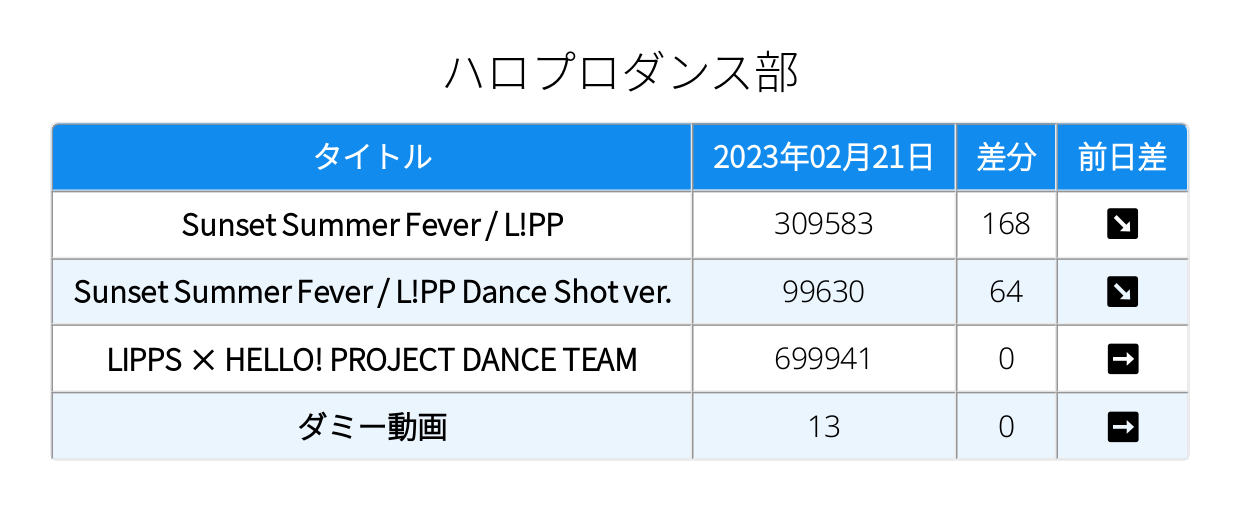 ハロプロダンス部
タイトル 2023年02月21日 差分 前日差
Sunset Summer Fever / L!PP 309583 168 ↘
Sunset Summer Fever / L!PP Dance Shot ver. 99630 64 ↘
LIPPS × HELLO! PROJECT DANCE TEAM 699941 0 →
ダミー動画 13 0 →